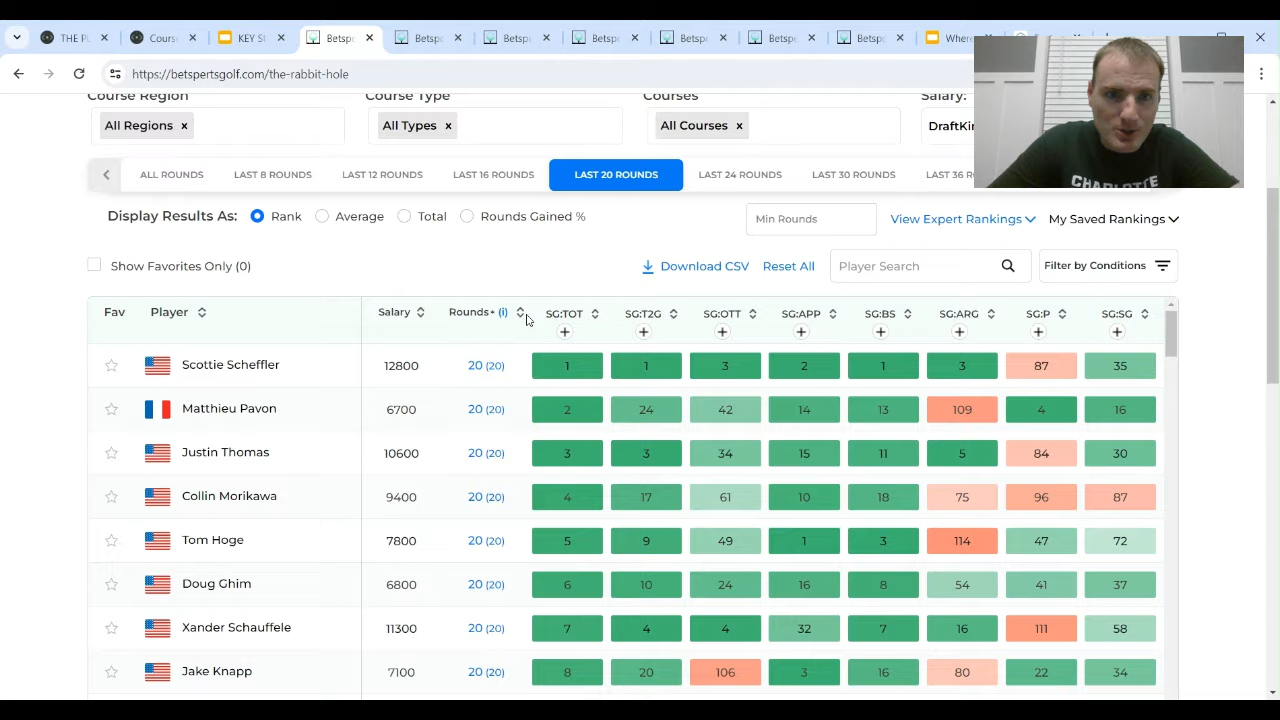 THE PL
Course
KEY S
Betspe
Betspe
Betspe
Betspe
Betspe
Betspe
Betspe
Where
https://betspertsgolf.com/the-rabbit-hole
Course Region
Course Type
Courses
Salary:
All Regions ×
All Types ×
All Courses ×
DraftKin
ALL ROUNDS
LAST 8 ROUNDS
LAST 12 ROUNDS
LAST 16 ROUNDS
LAST 20 ROUNDS
LAST 24 ROUNDS
LAST 30 ROUNDS
LAST 36 R
CHARLOTTE
Display Results As: Rank Average Total Rounds Gained %
Min Rounds
View Expert Rankings
My Saved Rankings
Show Favorites Only (0)
Download CSV
Reset All
Player Search
Filter by Conditions
Fav Player Salary Rounds (i) SG:TOT SG:T2G SG:OTT SG:APP SG:BS SG:ARG SG:P SG:SG
+ + + + + + + +
Scottie Scheffler 12800 20 (20) 1 1 3 2 1 3 87 35
Matthieu Pavon 6700 20 (20) 2 24 42 14 13 109 4 16
Justin Thomas 10600 20 (20) 3 3 34 15 11 5 84 30
Collin Morikawa 9400 20 (20) 4 17 61 10 18 75 96 87
Tom Hoge 7800 20 (20) 5 9 49 1 3 114 47 72
Doug Ghim 6800 20 (20) 6 10 24 16 8 54 41 37
Xander Schauffele 11300 20 (20) 7 4 4 32 7 16 111 58
Jake Knapp 7100 20 (20) 8 20 106 3 16 80 22 34